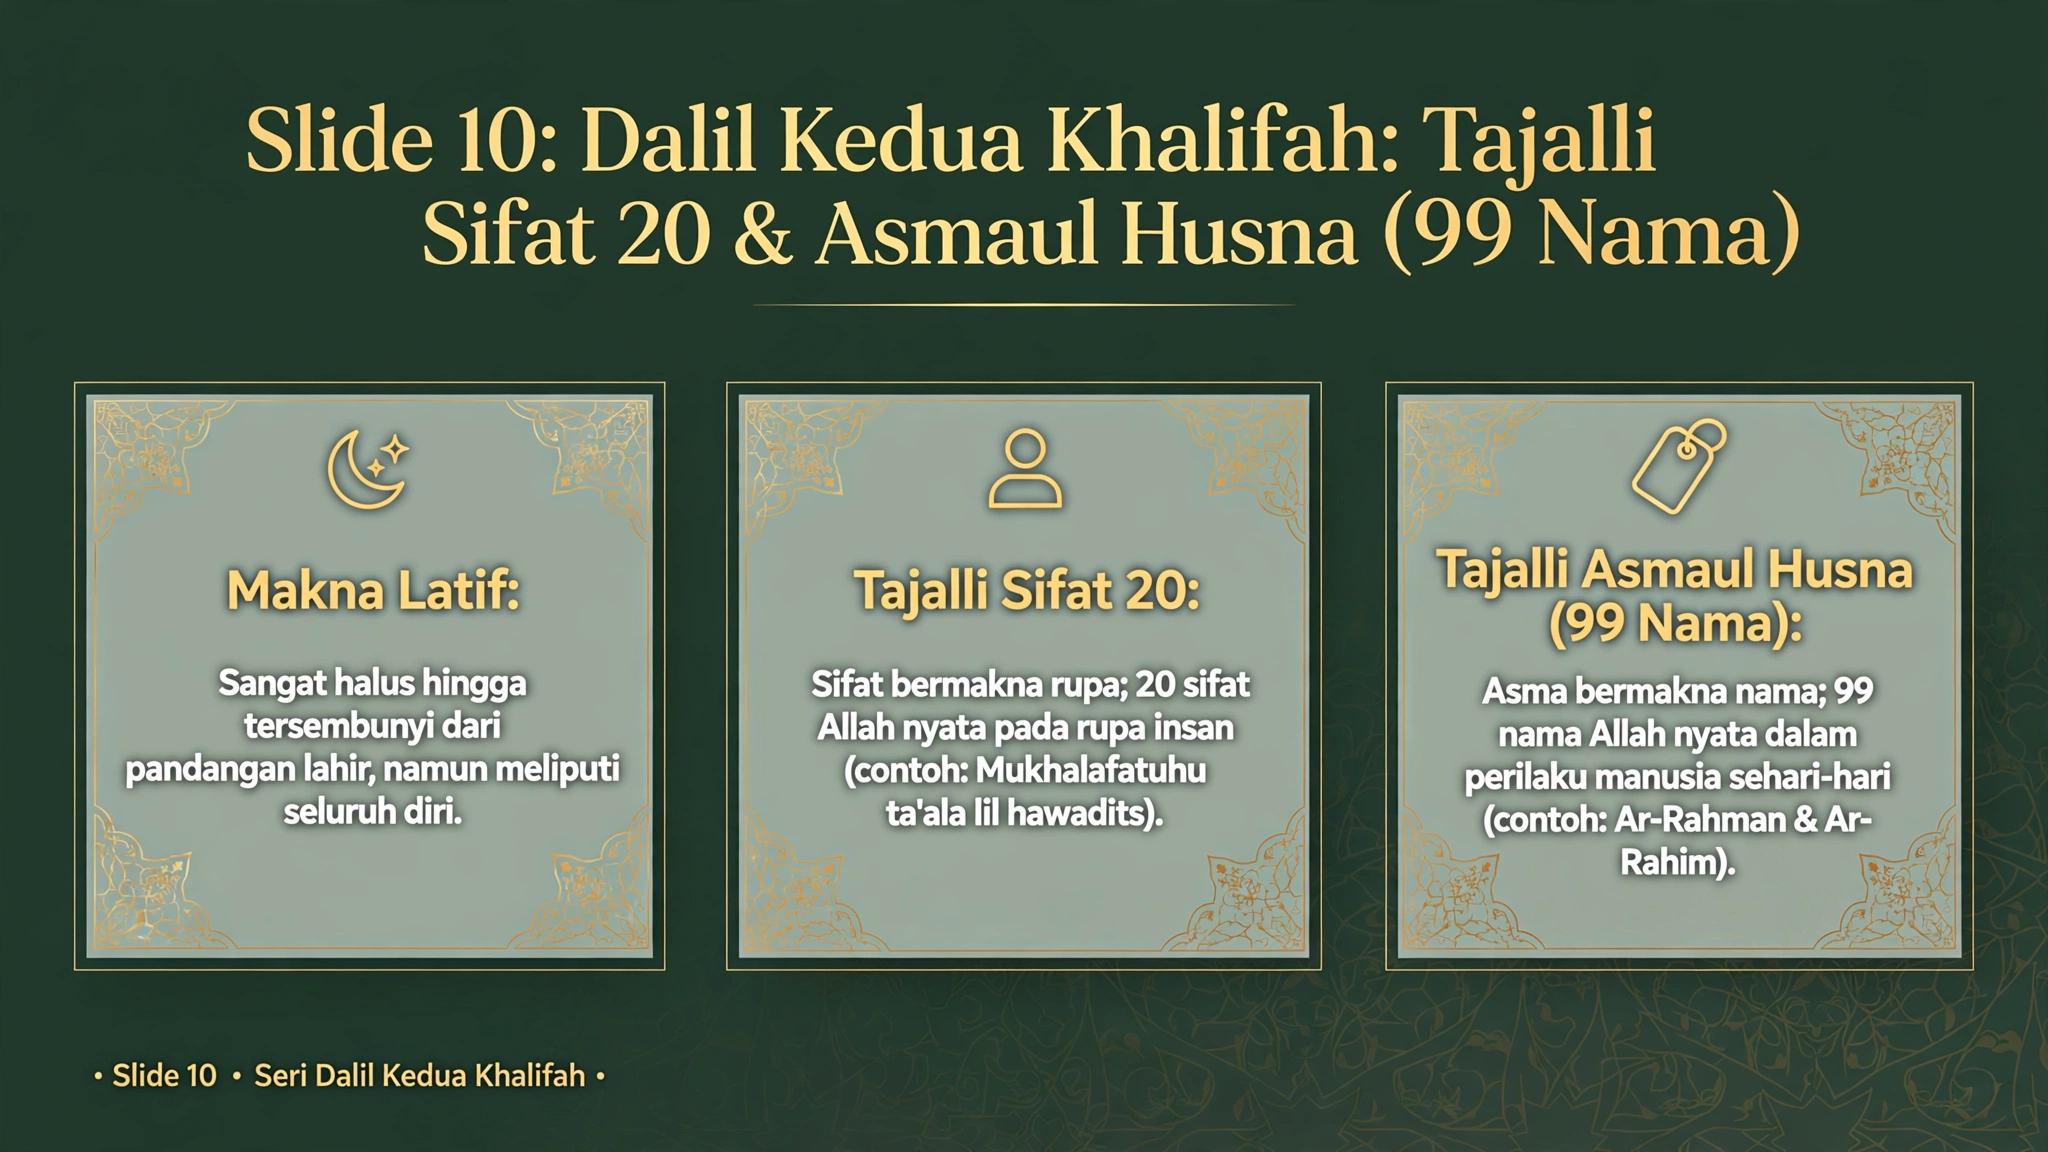 Slide 10: Dalil Kedua Khalifah: Tajalli
Sifat 20 & Asmaul Husna (99 Nama)
Makna Latif:
Sangat halus hingga
tersembunyi dari
pandangan lahir, namun meliputi
seluruh diri.
Tajalli Sifat 20:
Sifat bermakna rupa; 20 sifat
Allah nyata pada rupa insan
(contoh: Mukhalafatuhu
ta'ala lil hawadits).
Tajalli Asmaul Husna
(99 Nama):
Asma bermakna nama; 99
nama Allah nyata dalam
perilaku manusia sehari-hari
(contoh: Ar-Rahman & Ar-
Rahim).
• Slide 10 • Seri Dalil Kedua Khalifah •